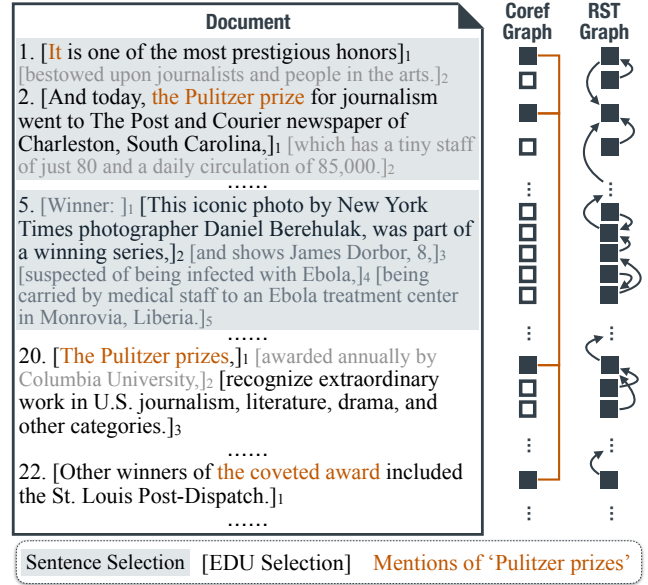 Document
Coref Graph
RST Graph
1. [It is one of the most prestigious honors]1
[bestowed upon journalists and people in the arts.]2
2. [And today, the Pulitzer prize for journalism
went to The Post and Courier newspaper of
Charleston, South Carolina,]1 [which has a tiny staff
of just 80 and a daily circulation of 85,000.]2
......
5. [Winner: ]1 [This iconic photo by New York
Times photographer Daniel Berehulak, was part of
a winning series,]2 [and shows James Dorbor, 8,]3
[suspected of being infected with Ebola,]4 [being
carried by medical staff to an Ebola treatment center
in Monrovia, Liberia.]5
......
20. [The Pulitzer prizes,]1 [awarded annually by
Columbia University,]2 [recognize extraordinary
work in U.S. journalism, literature, drama, and
other categories.]3
......
22. [Other winners of the coveted award included
the St. Louis Post-Dispatch.]1
......
Sentence Selection [EDU Selection] Mentions of ‘Pulitzer prizes’